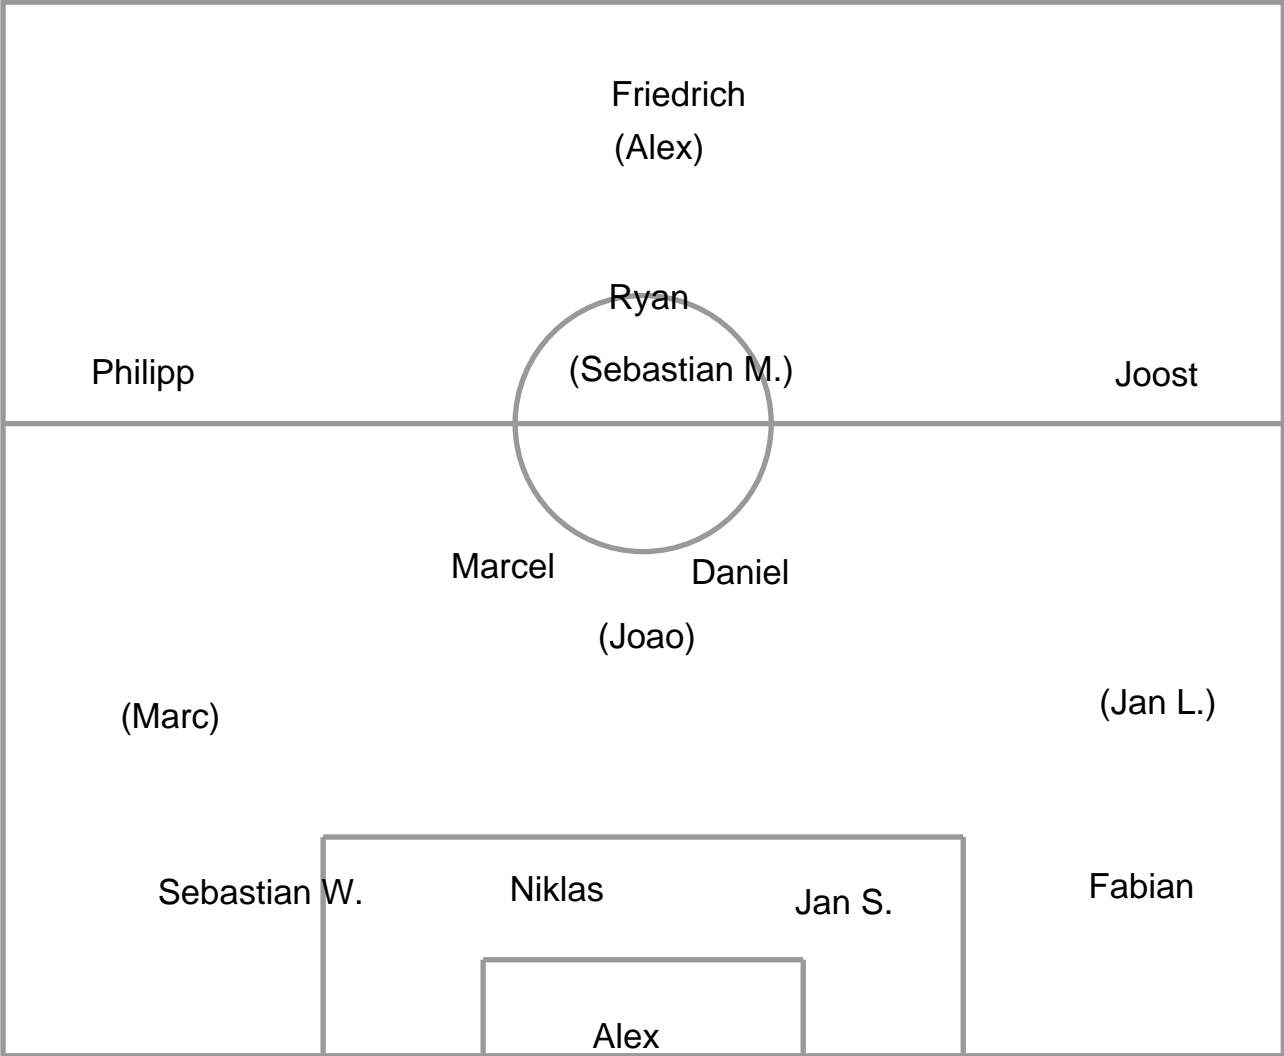 Friedrich
(Alex)
Ryan
Philipp
(Sebastian M.)
Joost
Marcel
Daniel
(Joao)
(Marc)
(Jan L.)
Sebastian W.
Niklas
Jan S.
Fabian
Alex